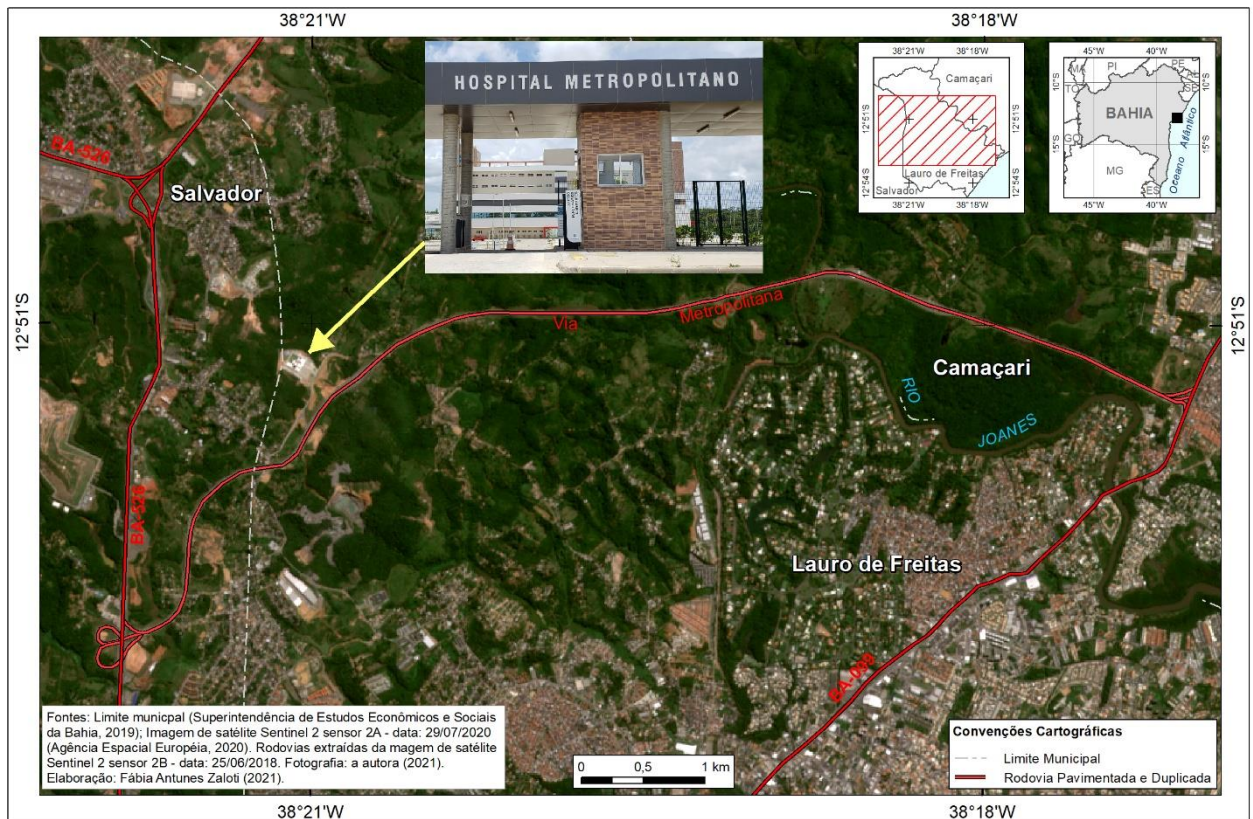 38°21'W
38°18'W
HOSPITAL METROPOLITANO
38°21'W
38°18'W
Camaçari
12°51'S
12°51'S
12°54'S
12°54'S
Lauro de Freitas
Salvador
38°21'W
38°18'W
45°W
40°W
MA
PI
PE
AL
TO
SE
10°S
10°S
BAHIA
GO
15°S
15°S
MG
ES
Oceano Atlântico
45°W
40°W
BA-526
Salvador
12°51'S
12°51'S
Via
Metropolitana
Camaçari
RIO
JOANES
BA-526
Lauro de Freitas
BA-099
Fontes: Limite municpal (Superintendência de Estudos Econômicos e Sociais
da Bahia, 2019); Imagem de satélite Sentinel 2 sensor 2A - data: 29/07/2020
(Agência Espacial Européia, 2020). Rodovias extraídas da magem de satélite
Sentinel 2 sensor 2B - data: 25/06/2018. Fotografia: a autora (2021).
Elaboração: Fábia Antunes Zaloti (2021).
0
0,5
1 km
Convenções Cartográficas
Limite Municipal
Rodovia Pavimentada e Duplicada
38°21'W
38°18'W